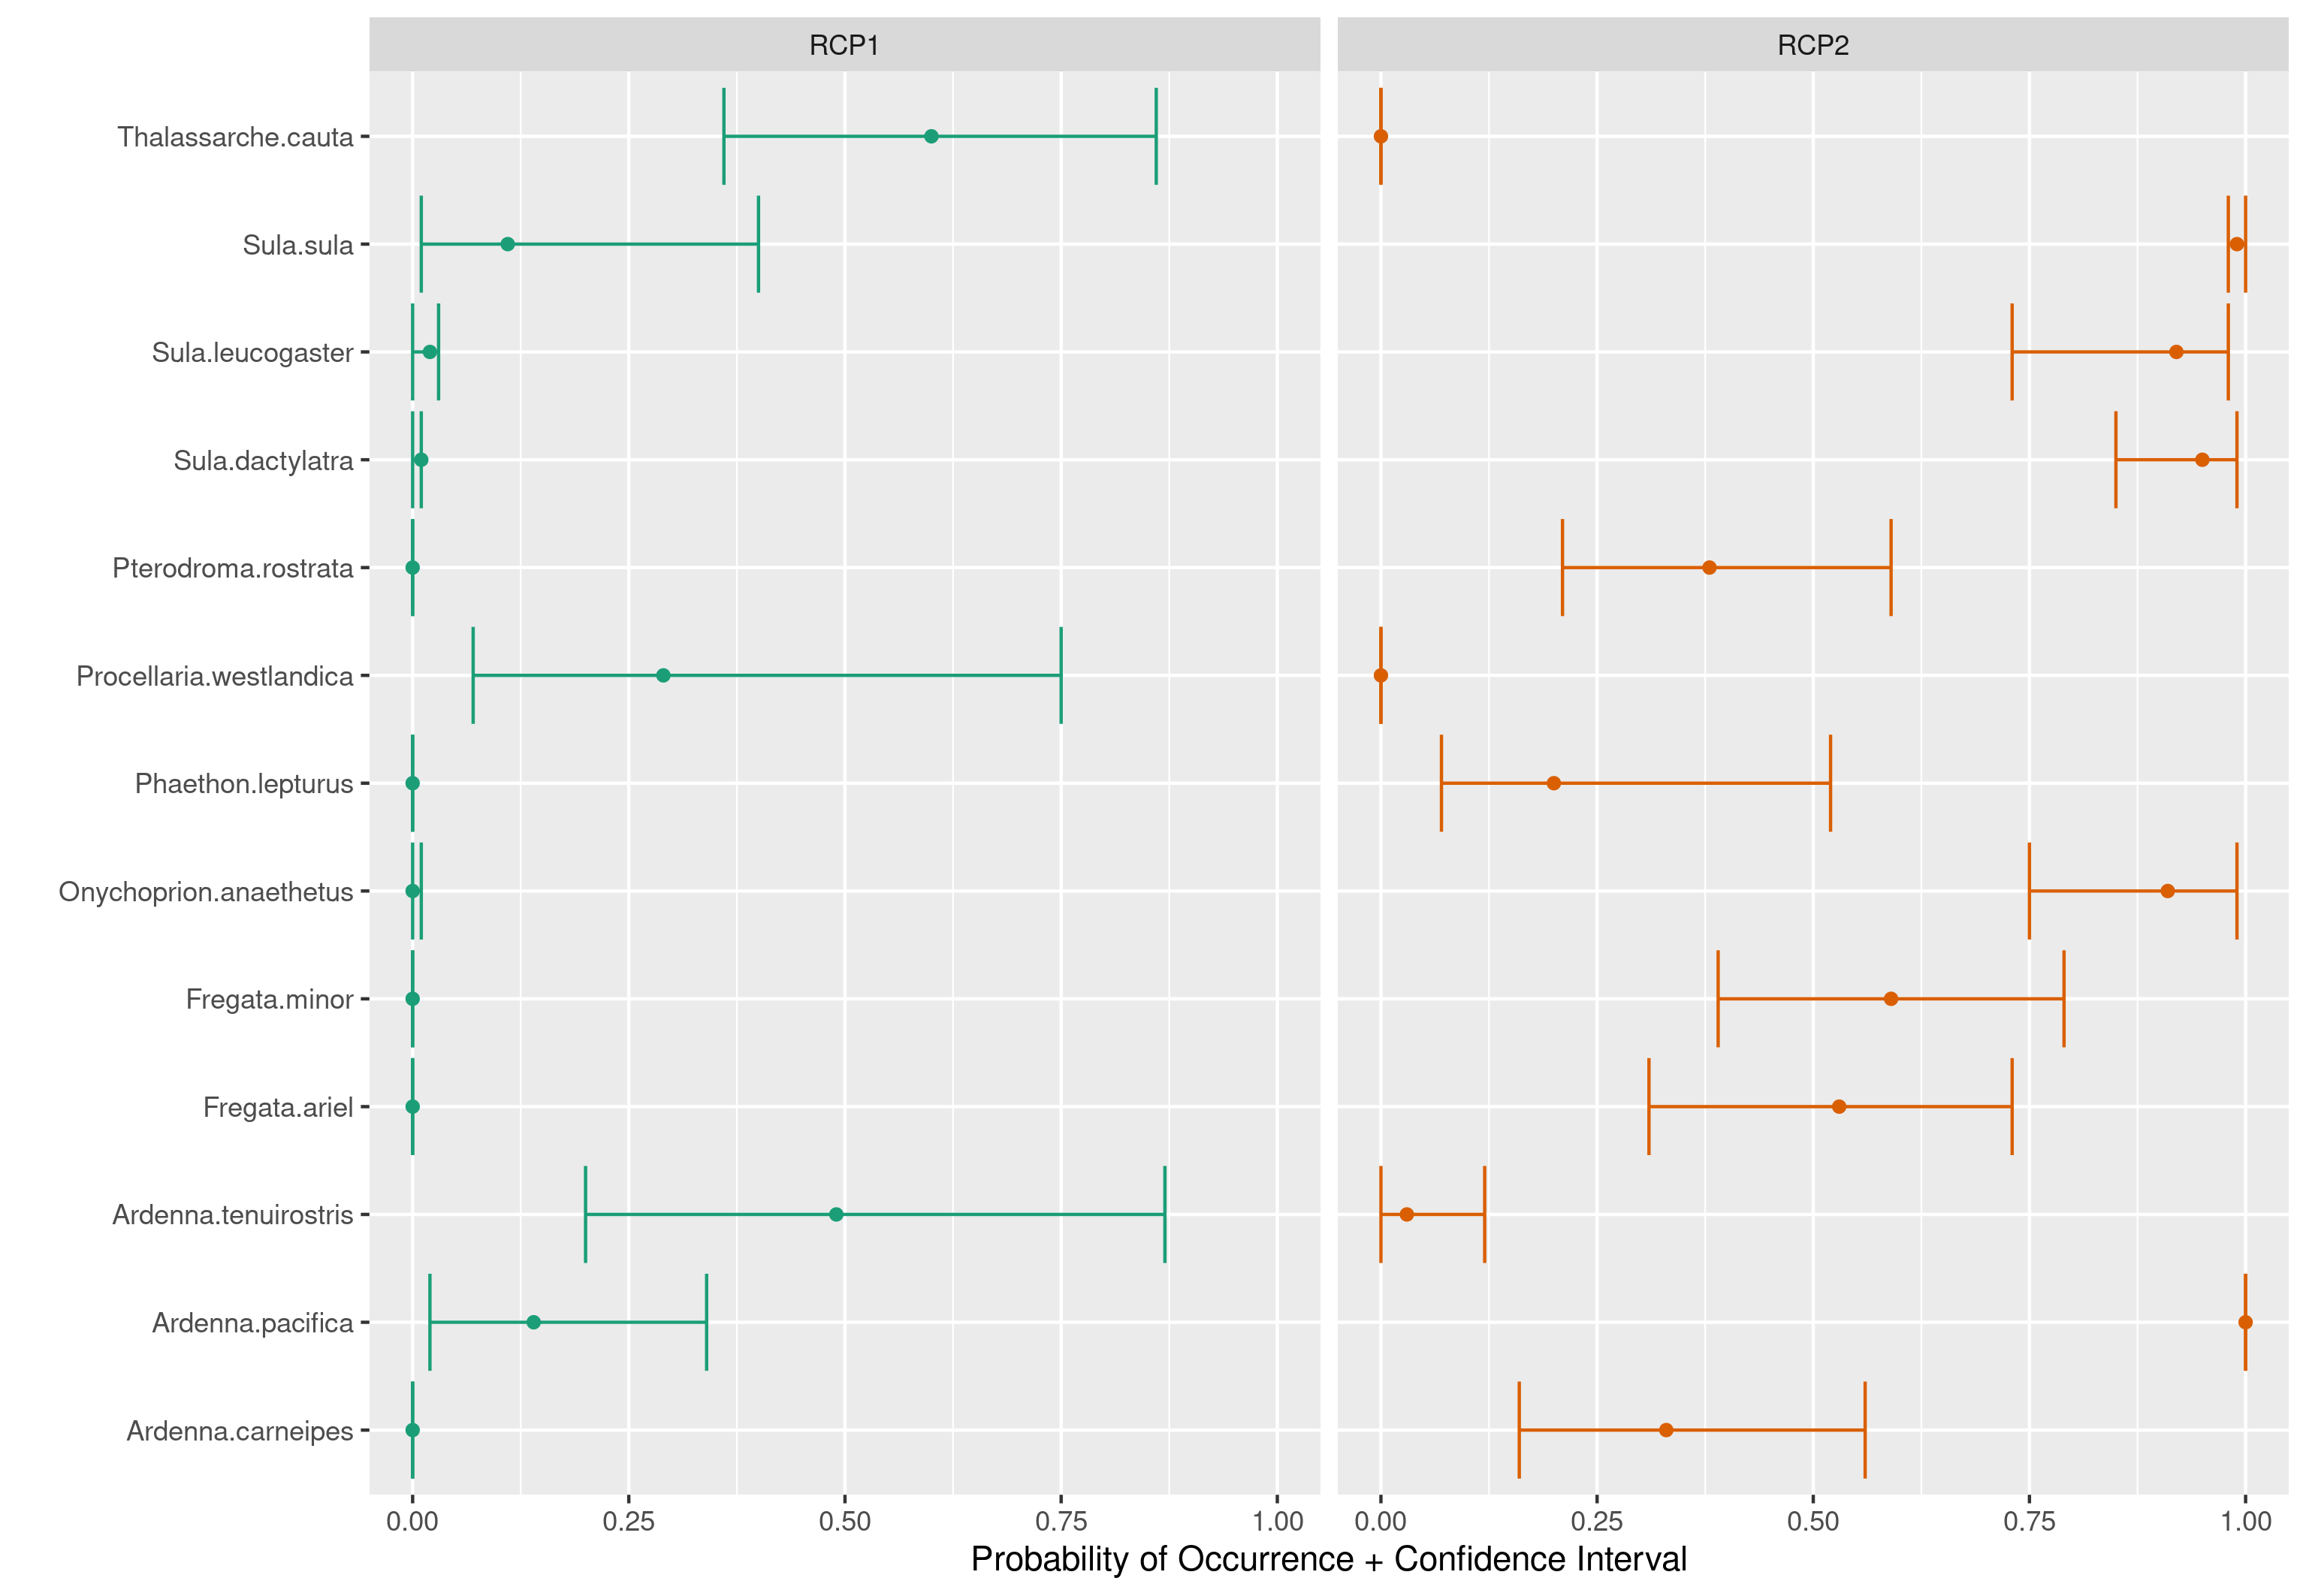 RCP1 RCP2
Thalassarche.cauta
Sula.sula
Sula.leucogaster
Sula.dactylatra
Pterodroma.rostrata
Procellaria.westlandica
Phaethon.lepturus
Onychoprion.anaethetus
Fregata.minor
Fregata.ariel
Ardenna.tenuirostris
Ardenna.pacifica
Ardenna.carneipes
0.00 0.25 0.50 0.75 1.00 0.00 0.25 0.50 0.75 1.00
Probability of Occurrence + Confidence Interval